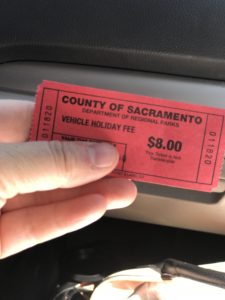 COUNTY OF SACRAMENTO
DEPARTMENT OF REGIONAL PARKS
VEHICLE HOLIDAY FEE
$8.00
This Ticket is Not
Transferable
011820
011820